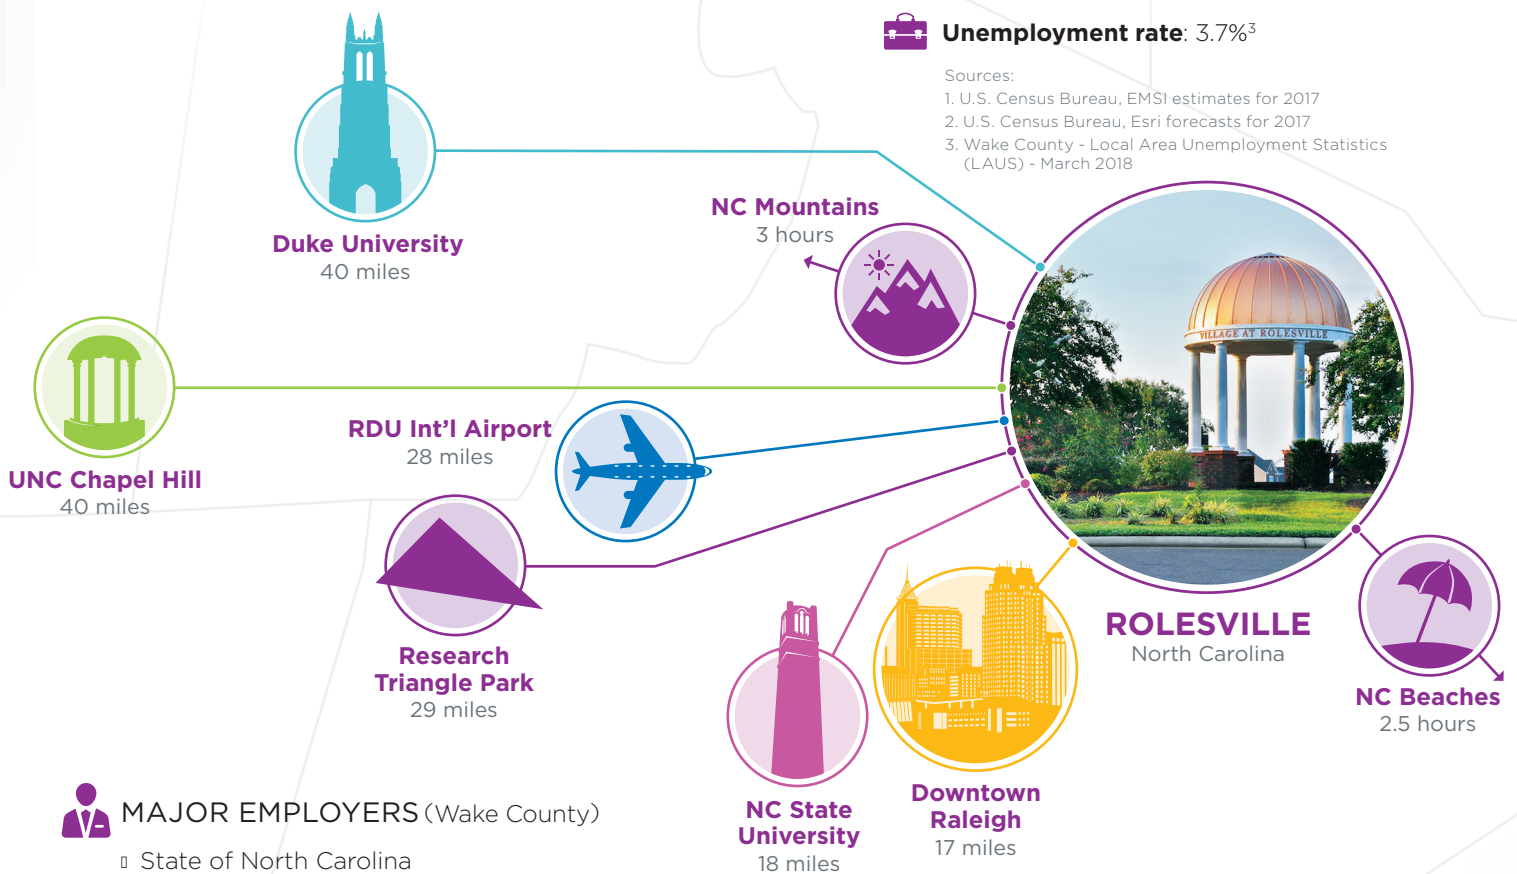 Unemployment rate: 3.7%3
Sources:
1. U.S. Census Bureau, EMSI estimates for 2017
2. U.S. Census Bureau, Esri forecasts for 2017
3. Wake County - Local Area Unemployment Statistics
(LAUS) - March 2018
Duke University
40 miles
NC Mountains
3 hours
VILLAGE AT ROLESVILLE
UNC Chapel Hill
40 miles
RDU Int'l Airport
28 miles
Research
Triangle Park
29 miles
ROLESVILLE
North Carolina
NC Beaches
2.5 hours
NC State
University
18 miles
Downtown
Raleigh
17 miles
MAJOR EMPLOYERS (Wake County)
State of North Carolina